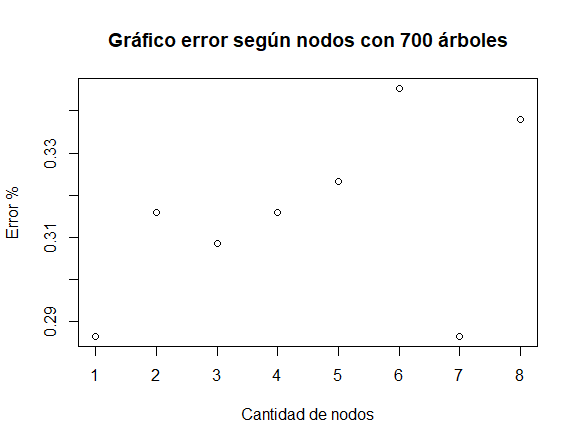 Gráfico error según nodos con 700 árboles
Error %
0.33
0.31
0.29
1 2 3 4 5 6 7 8
Cantidad de nodos